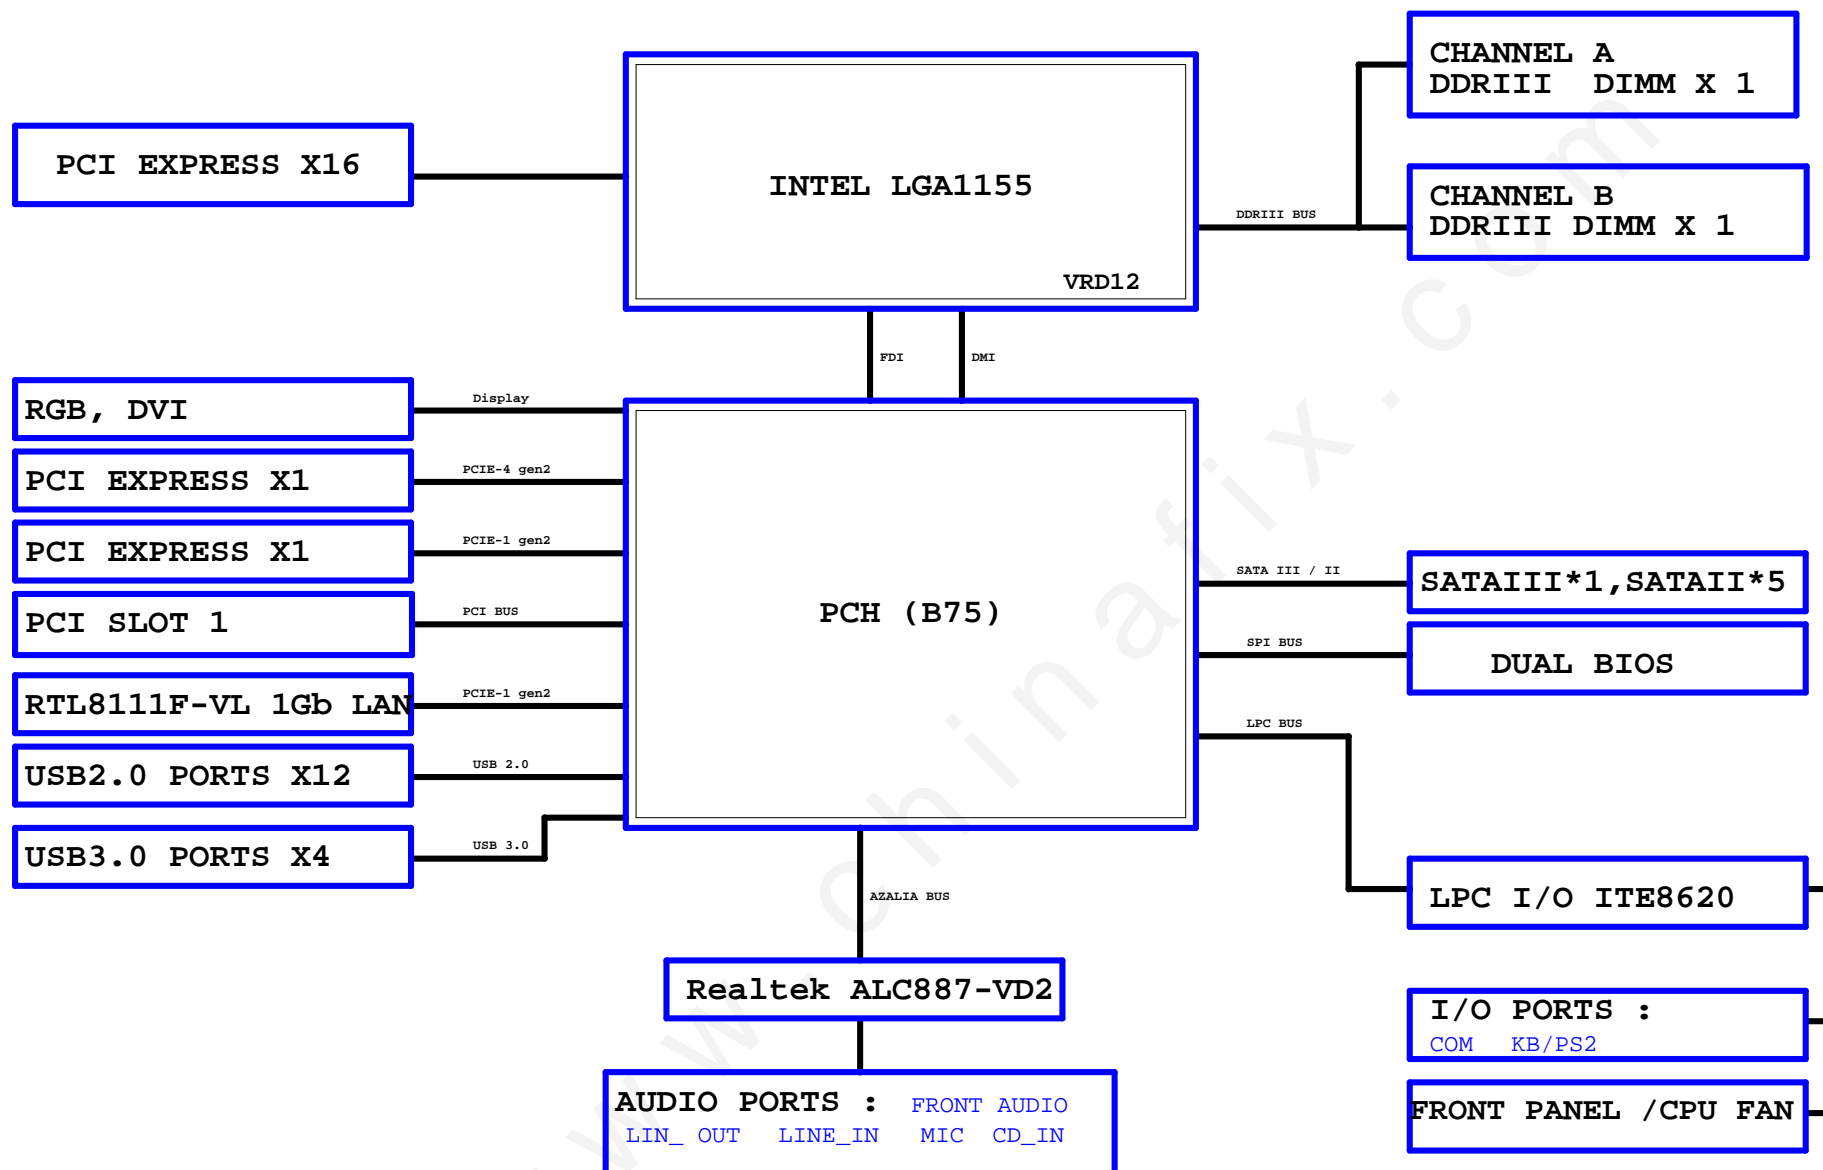 CHANNEL A
DDRIII DIMM X 1
PCI EXPRESS X16
INTEL LGA1155
VRD12
DDRIII BUS
CHANNEL B
DDRIII DIMM X 1
FDI
DMI
RGB, DVI
Display
PCI EXPRESS X1
PCIE-4 gen2
PCI EXPRESS X1
PCIE-1 gen2
PCI SLOT 1
PCI BUS
RTL8111F-VL 1Gb LAN
PCIE-1 gen2
USB2.0 PORTS X12
USB 2.0
USB3.0 PORTS X4
USB 3.0
PCH (B75)
SATA III / II
SATAIII*1,SATAII*5
SPI BUS
DUAL BIOS
LPC BUS
LPC I/O ITE8620
AZALIA BUS
Realtek ALC887-VD2
AUDIO PORTS : FRONT AUDIO
LIN_ OUT LINE_IN MIC CD_IN
I/O PORTS :
COM KB/PS2
FRONT PANEL /CPU FAN
ww.chinafix.com